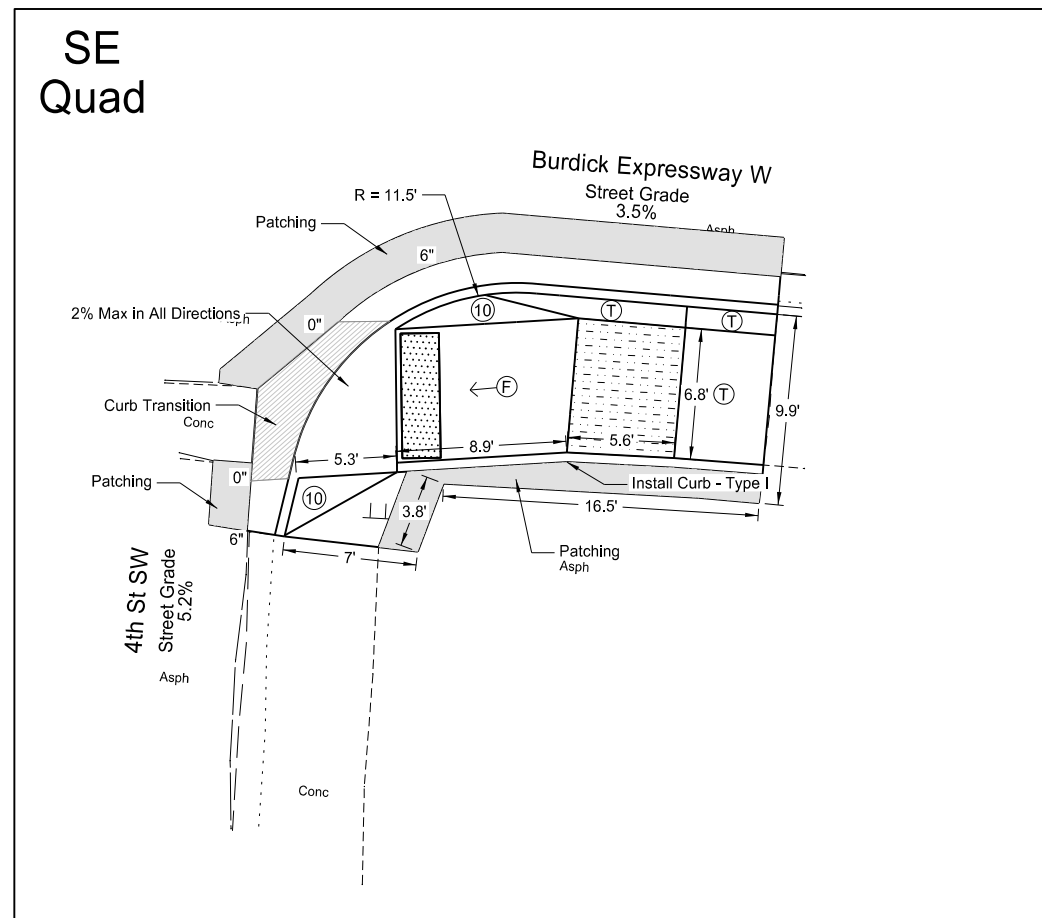 SE
Quad
Burdick Expressway W
Street Grade
3.5%
Asph
R = 11.5'
Patching
6"
10
T
T
2% Max in All Directions
Asph
0"
F
6.8'
T
9.9'
Curb Transition
Conc
8.9'
5.6'
5.3'
Patching
0"
10
Install Curb - Type I
3.8'
16.5'
6"
7'
Patching
Asph
4th St SW
Street Grade
5.2%
Asph
Conc